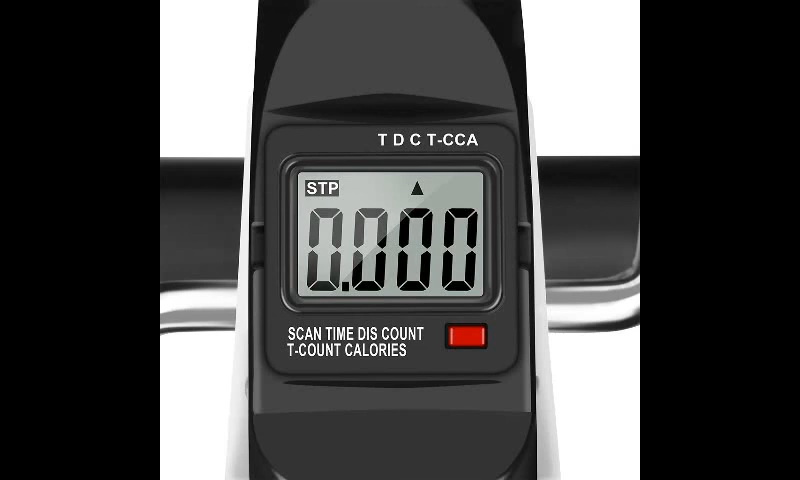 T D C T-CCA
STP
0.000
SCAN TIME DIS COUNT
T-COUNT CALORIES